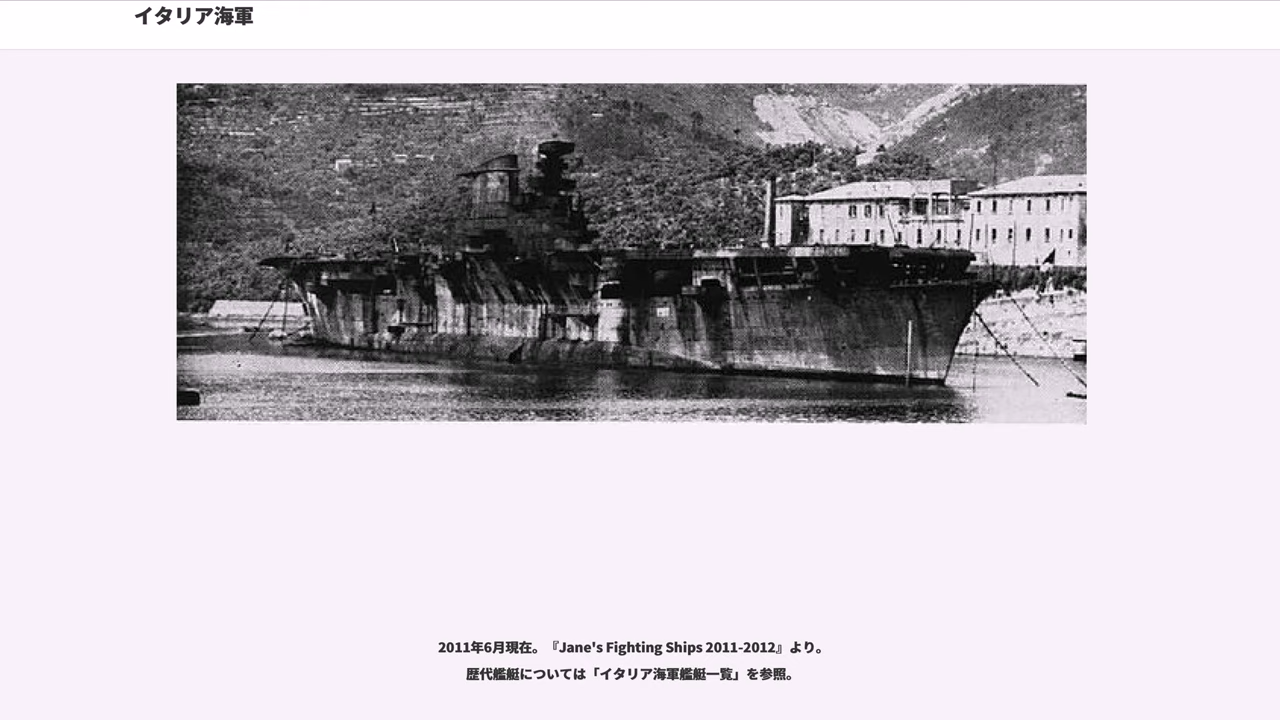 イタリア海軍
2011年6月現在。『Jane's Fighting Ships 2011-2012』より。
歴代艦艇については「イタリア海軍艦艇一覧」を参照。